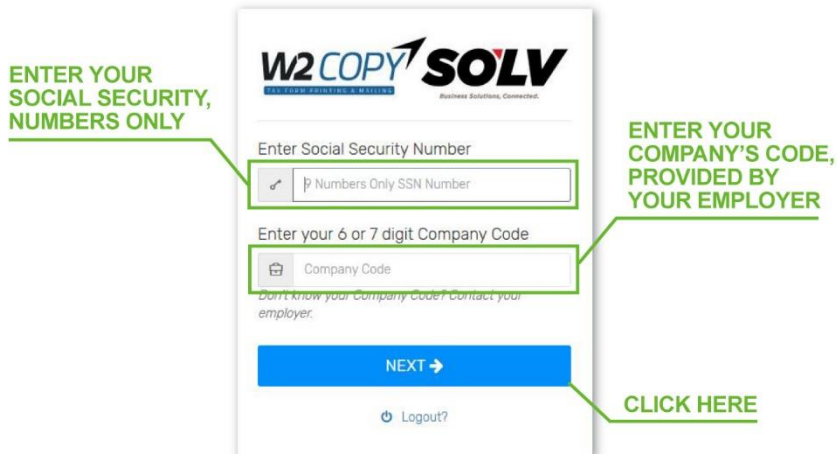 W2 COPY SOLV
TAX FORM PRINTING & MAILING
Business Solutions, Connected.
ENTER YOUR
SOCIAL SECURITY,
NUMBERS ONLY
Enter Social Security Number
9 Numbers Only SSN Number
ENTER YOUR
COMPANY'S CODE,
PROVIDED BY
YOUR EMPLOYER
Enter your 6 or 7 digit Company Code
Company Code
Don't know your Company Code? Contact your
employer.
NEXT
CLICK HERE
Logout?